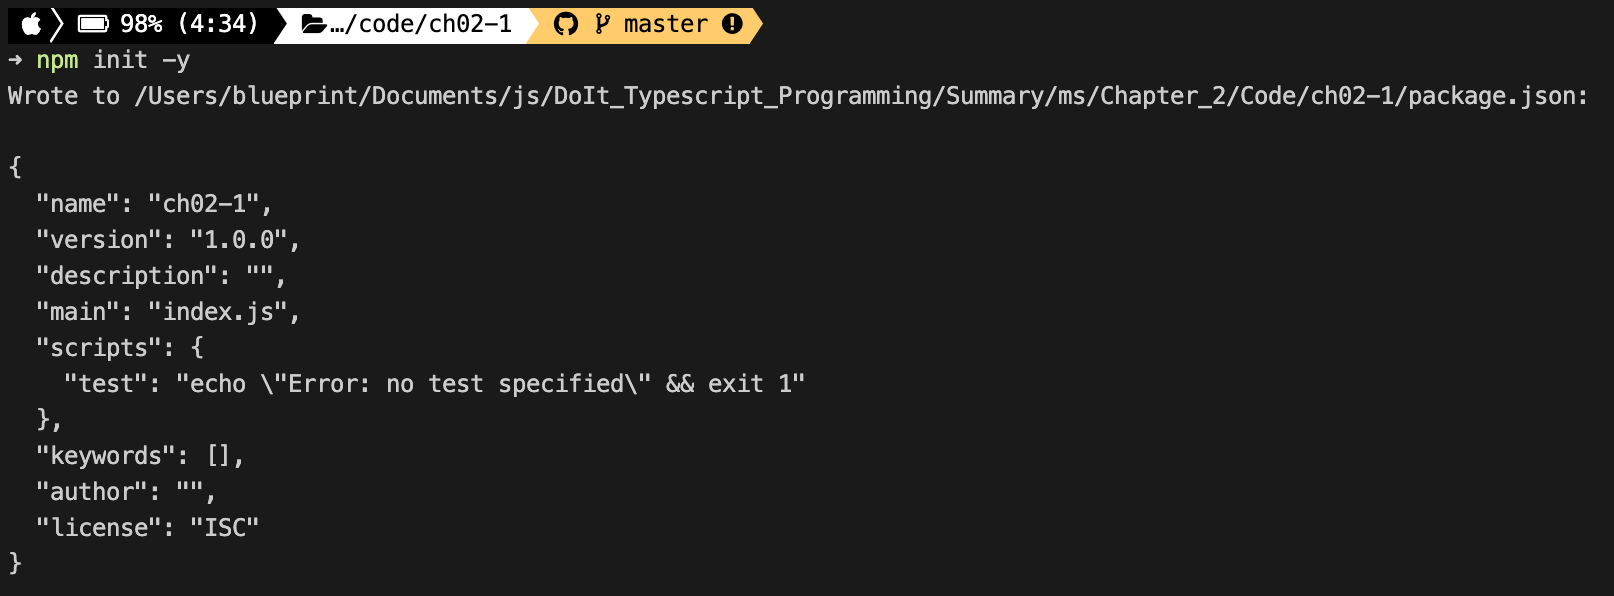 98% (4:34) …/code/ch02-1 master
→ npm init -y
Wrote to /Users/blueprint/Documents/js/DoIt_Typescript_Programming/Summary/ms/Chapter_2/Code/ch02-1/package.json:
{
  "name": "ch02-1",
  "version": "1.0.0",
  "description": "",
  "main": "index.js",
  "scripts": {
    "test": "echo \"Error: no test specified\" && exit 1"
  },
  "keywords": [],
  "author": "",
  "license": "ISC"
}